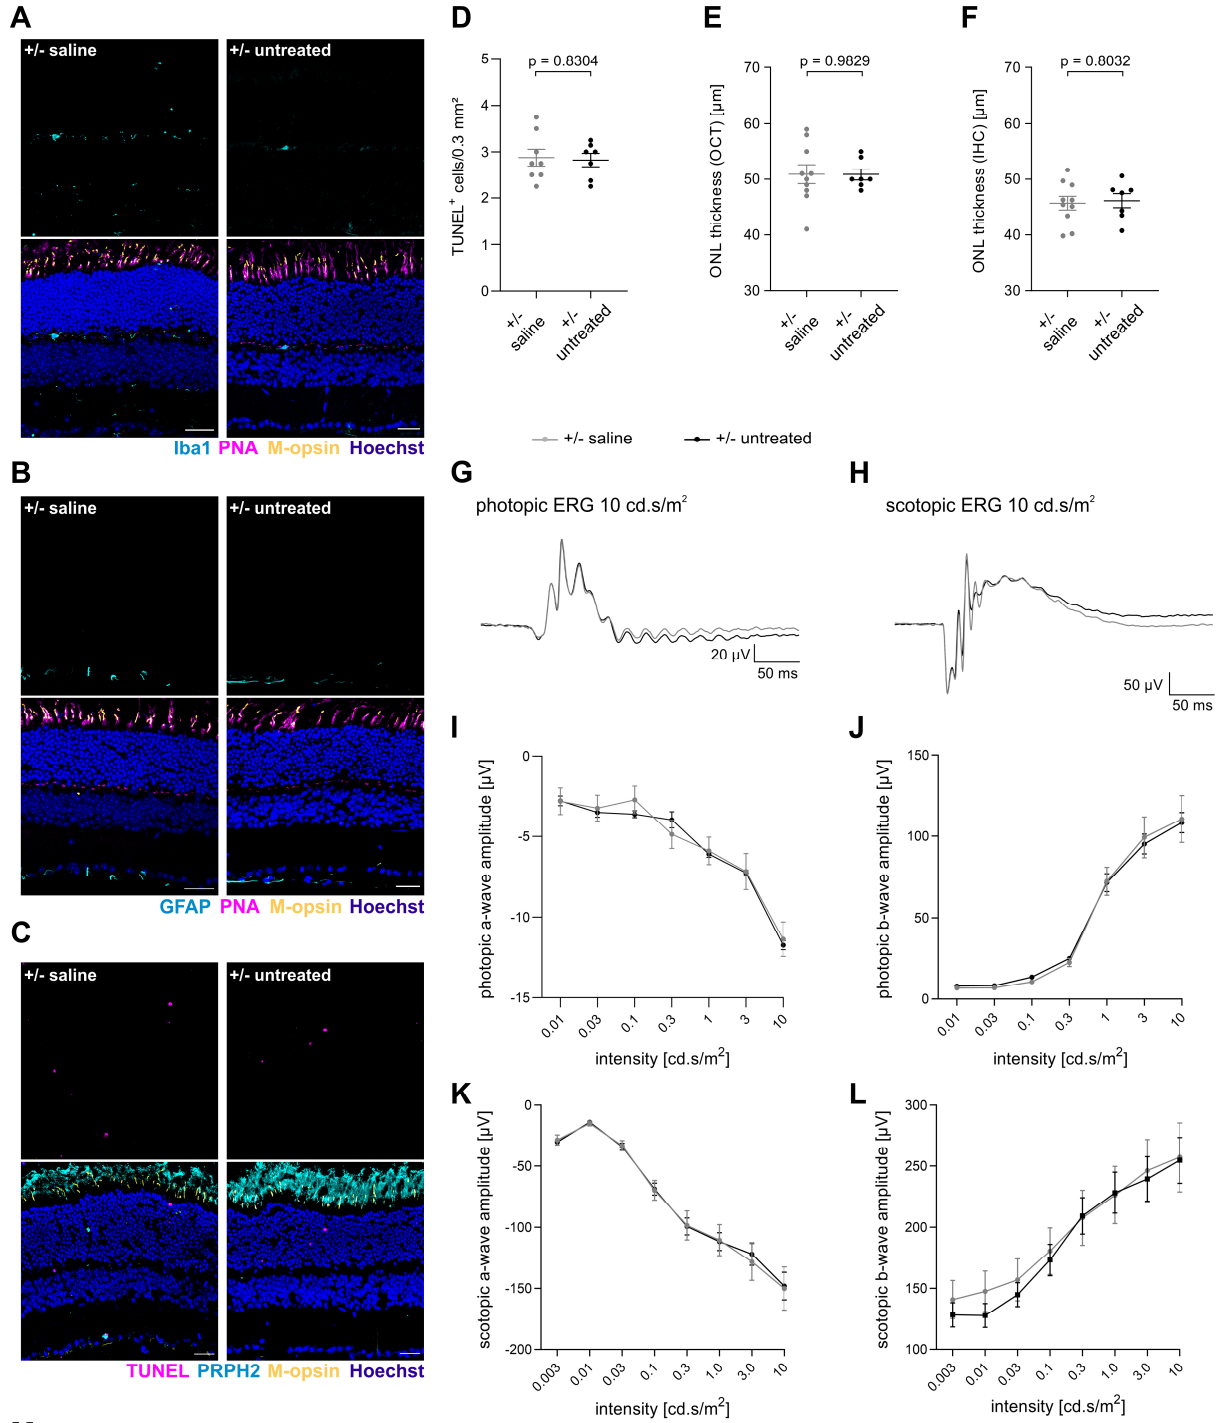 A
+/- saline
+/- untreated
Iba1 PNA M-opsin Hoechst
B
+/- saline
+/- untreated
GFAP PNA M-opsin Hoechst
C
+/- saline
+/- untreated
TUNEL PRPH2 M-opsin Hoechst
D
p = 0.8304
TUNEL⁺ cells/0.3 mm²
5
4
3
2
1
0
+/- saline
+/- untreated
E
p = 0.9829
ONL thickness (OCT) [µm]
70
60
50
40
30
+/- saline
+/- untreated
F
p = 0.8032
ONL thickness (IHC) [µm]
70
60
50
40
30
+/- saline
+/- untreated
+/- saline
+/- untreated
G
photopic ERG 10 cd.s/m²
20 µV
50 ms
H
scotopic ERG 10 cd.s/m²
50 µV
50 ms
I
photopic a-wave amplitude [µV]
0
-5
-10
-15
0.01
0.03
0.1
0.3
1
3
10
intensity [cd.s/m²]
J
photopic b-wave amplitude [µV]
150
100
50
0
0.01
0.03
0.1
0.3
1
3
10
intensity [cd.s/m²]
K
scotopic a-wave amplitude [µV]
0
-50
-100
-150
-200
0.003
0.01
0.03
0.1
0.3
1.0
3.0
10
intensity [cd.s/m²]
L
scotopic b-wave amplitude [µV]
300
250
200
150
100
0.003
0.01
0.03
0.1
0.3
1.0
3.0
10
intensity [cd.s/m²]